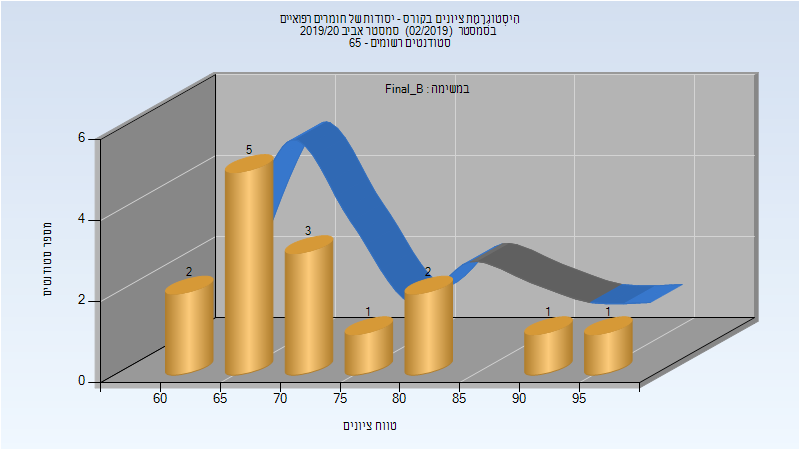 היסטוגרמת ציונים בקורס - יסודות של חומרים רפואיים
בסמסטר (02/2019) סמסטר אביב 2019/20
סטודנטים רשומים - 65
במשימה : Final_B
מספר סטודנטים
6
4
2
0
2
5
3
1
2
1
1
60 65 70 75 80 85 90 95
טווח ציונים